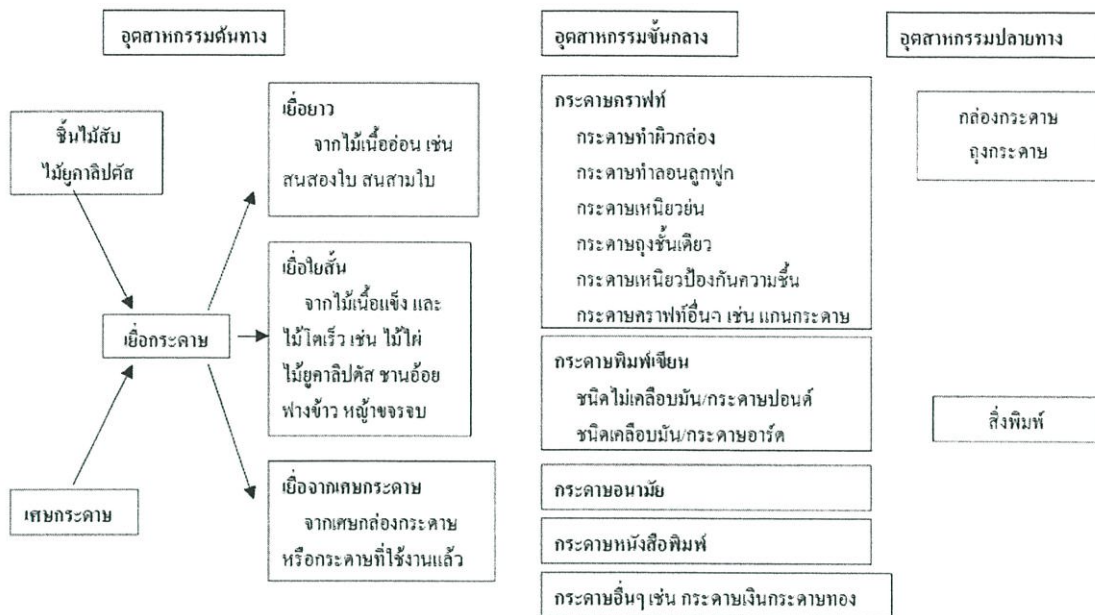 อุตสาหกรรมต้นทาง
อุตสาหกรรมขั้นกลาง
อุตสาหกรรมปลายทาง
ชิ้นไม้สับ
ไม้ยูคาลิปตัส
เยื่อกระดาษ
เศษกระดาษ
เยื่อยาว
จากไม้เนื้ออ่อน เช่น
สนสองใบ สนสามใบ
เยื่อใยสั้น
จากไม้เนื้อแข็ง และ
ไม้โตเร็ว เช่น ไม้ไผ่
ไม้ยูคาลิปตัส ชานอ้อย
ฟางข้าว หญ้าขจรจบ
เยื่อจากเศษกระดาษ
จากเศษกล่องกระดาษ
หรือกระดาษที่ใช้งานแล้ว
กระดาษคราฟท์
กระดาษทำผิวกล่อง
กระดาษทำลอนลูกฟูก
กระดาษเหนียวย่น
กระดาษถุงชั้นเดียว
กระดาษเหนียวป้องกันความชื้น
กระดาษคราฟท์อื่นๆ เช่น แกนกระดาษ
กระดาษพิมพ์เขียน
ชนิดไม่เคลือบมัน/กระดาษปอนด์
ชนิดเคลือบมัน/กระดาษอาร์ต
กระดาษอนามัย
กระดาษหนังสือพิมพ์
กระดาษอื่นๆ เช่น กระดาษเงินกระดาษทอง
กล่องกระดาษ
ถุงกระดาษ
สิ่งพิมพ์